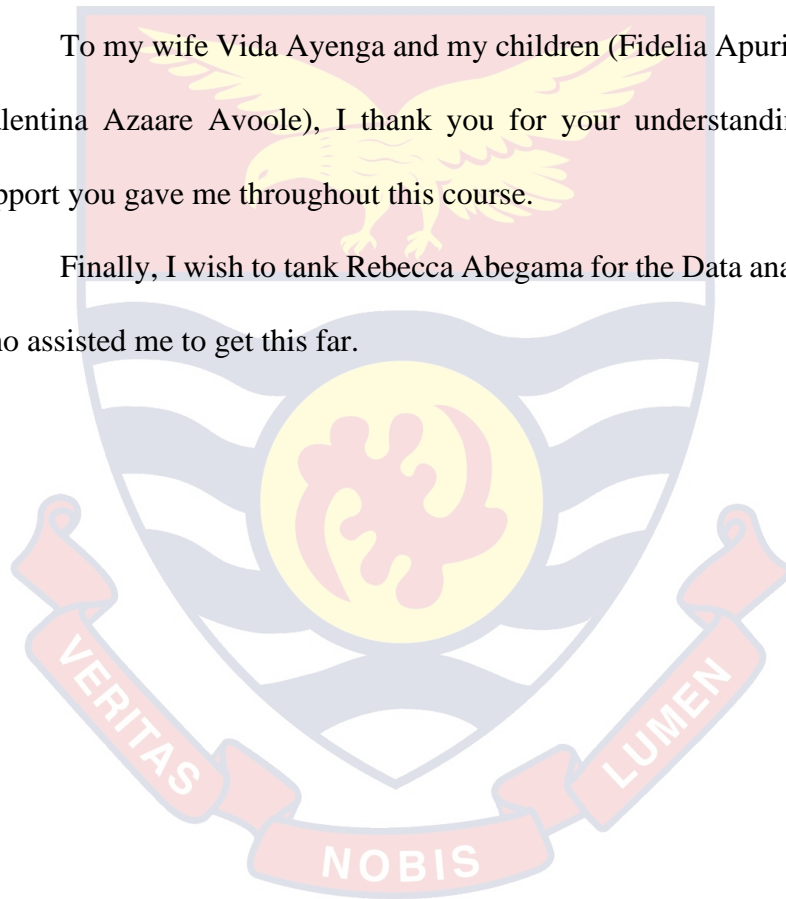 To my wife Vida Ayenga and my children (Fidelia Apuri
alentina Azaare Avoole), I thank you for your understandin
pport you gave me throughout this course.
Finally, I wish to tank Rebecca Abegama for the Data ana
o assisted me to get this far.
VERITAS
NOBIS
LUMEN